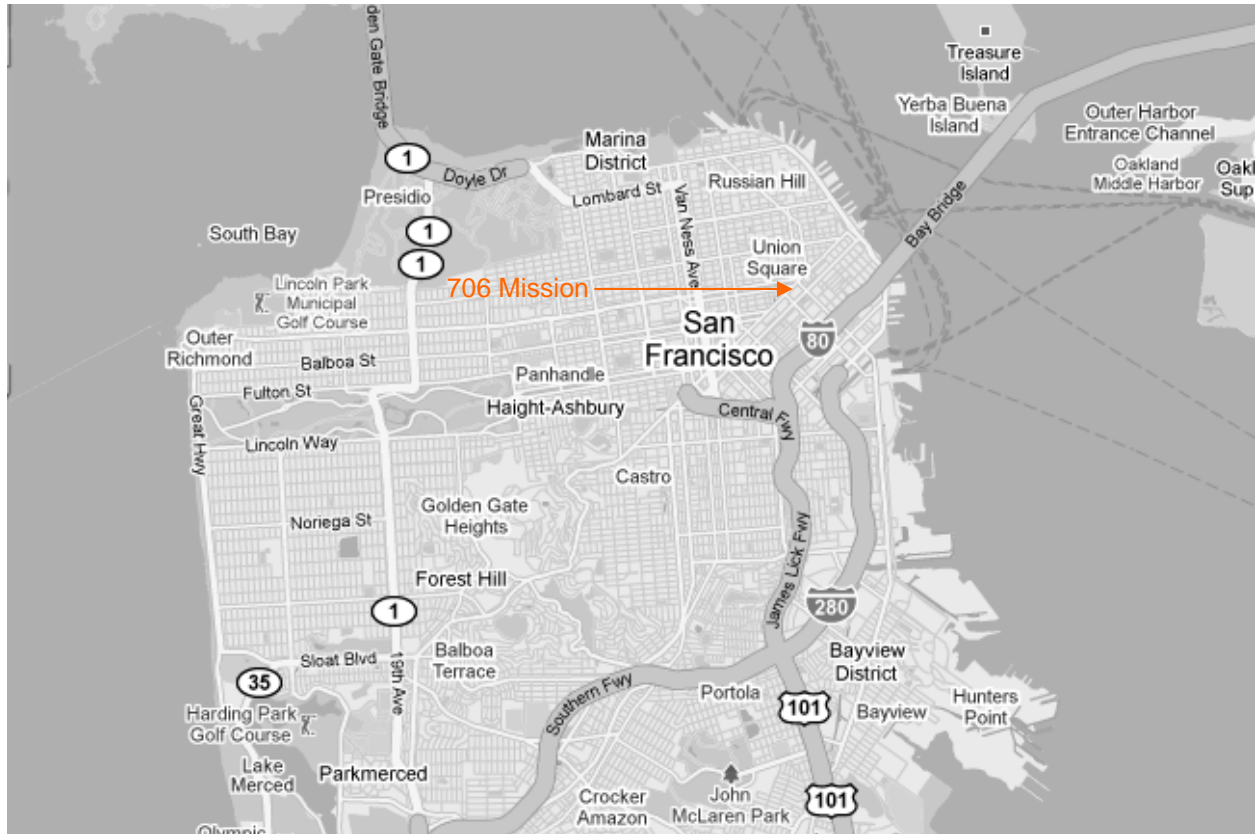 den Gate Bridge
Treasure
Island
Yerba Buena
Island
Outer Harbor
Entrance Channel
Oakland
Middle Harbor
Oakl
Sup
Marina
District
1
Doyle Dr
Presidio
Lombard St
Van Ness Ave
Russian Hill
Bay Bridge
1
South Bay
Union
Square
1
Lincoln Park
Municipal
Golf Course
706 Mission
San
Francisco
80
Outer
Richmond
Balboa St
Fulton St
Panhandle
Haight-Ashbury
Central Fwy
Great Hwy
Lincoln Way
Castro
Golden Gate
Heights
Noriega St
James Lick Fwy
Forest Hill
280
1
Sloat Blvd
19th Ave
Balboa
Terrace
Bayview
District
35
Southern Fwy
Portola
101
Bayview
Hunters
Point
Harding Park
Golf Course
Lake
Merced
Parkmerced
Crocker
Amazon
John
McLaren Park
101
Olympic